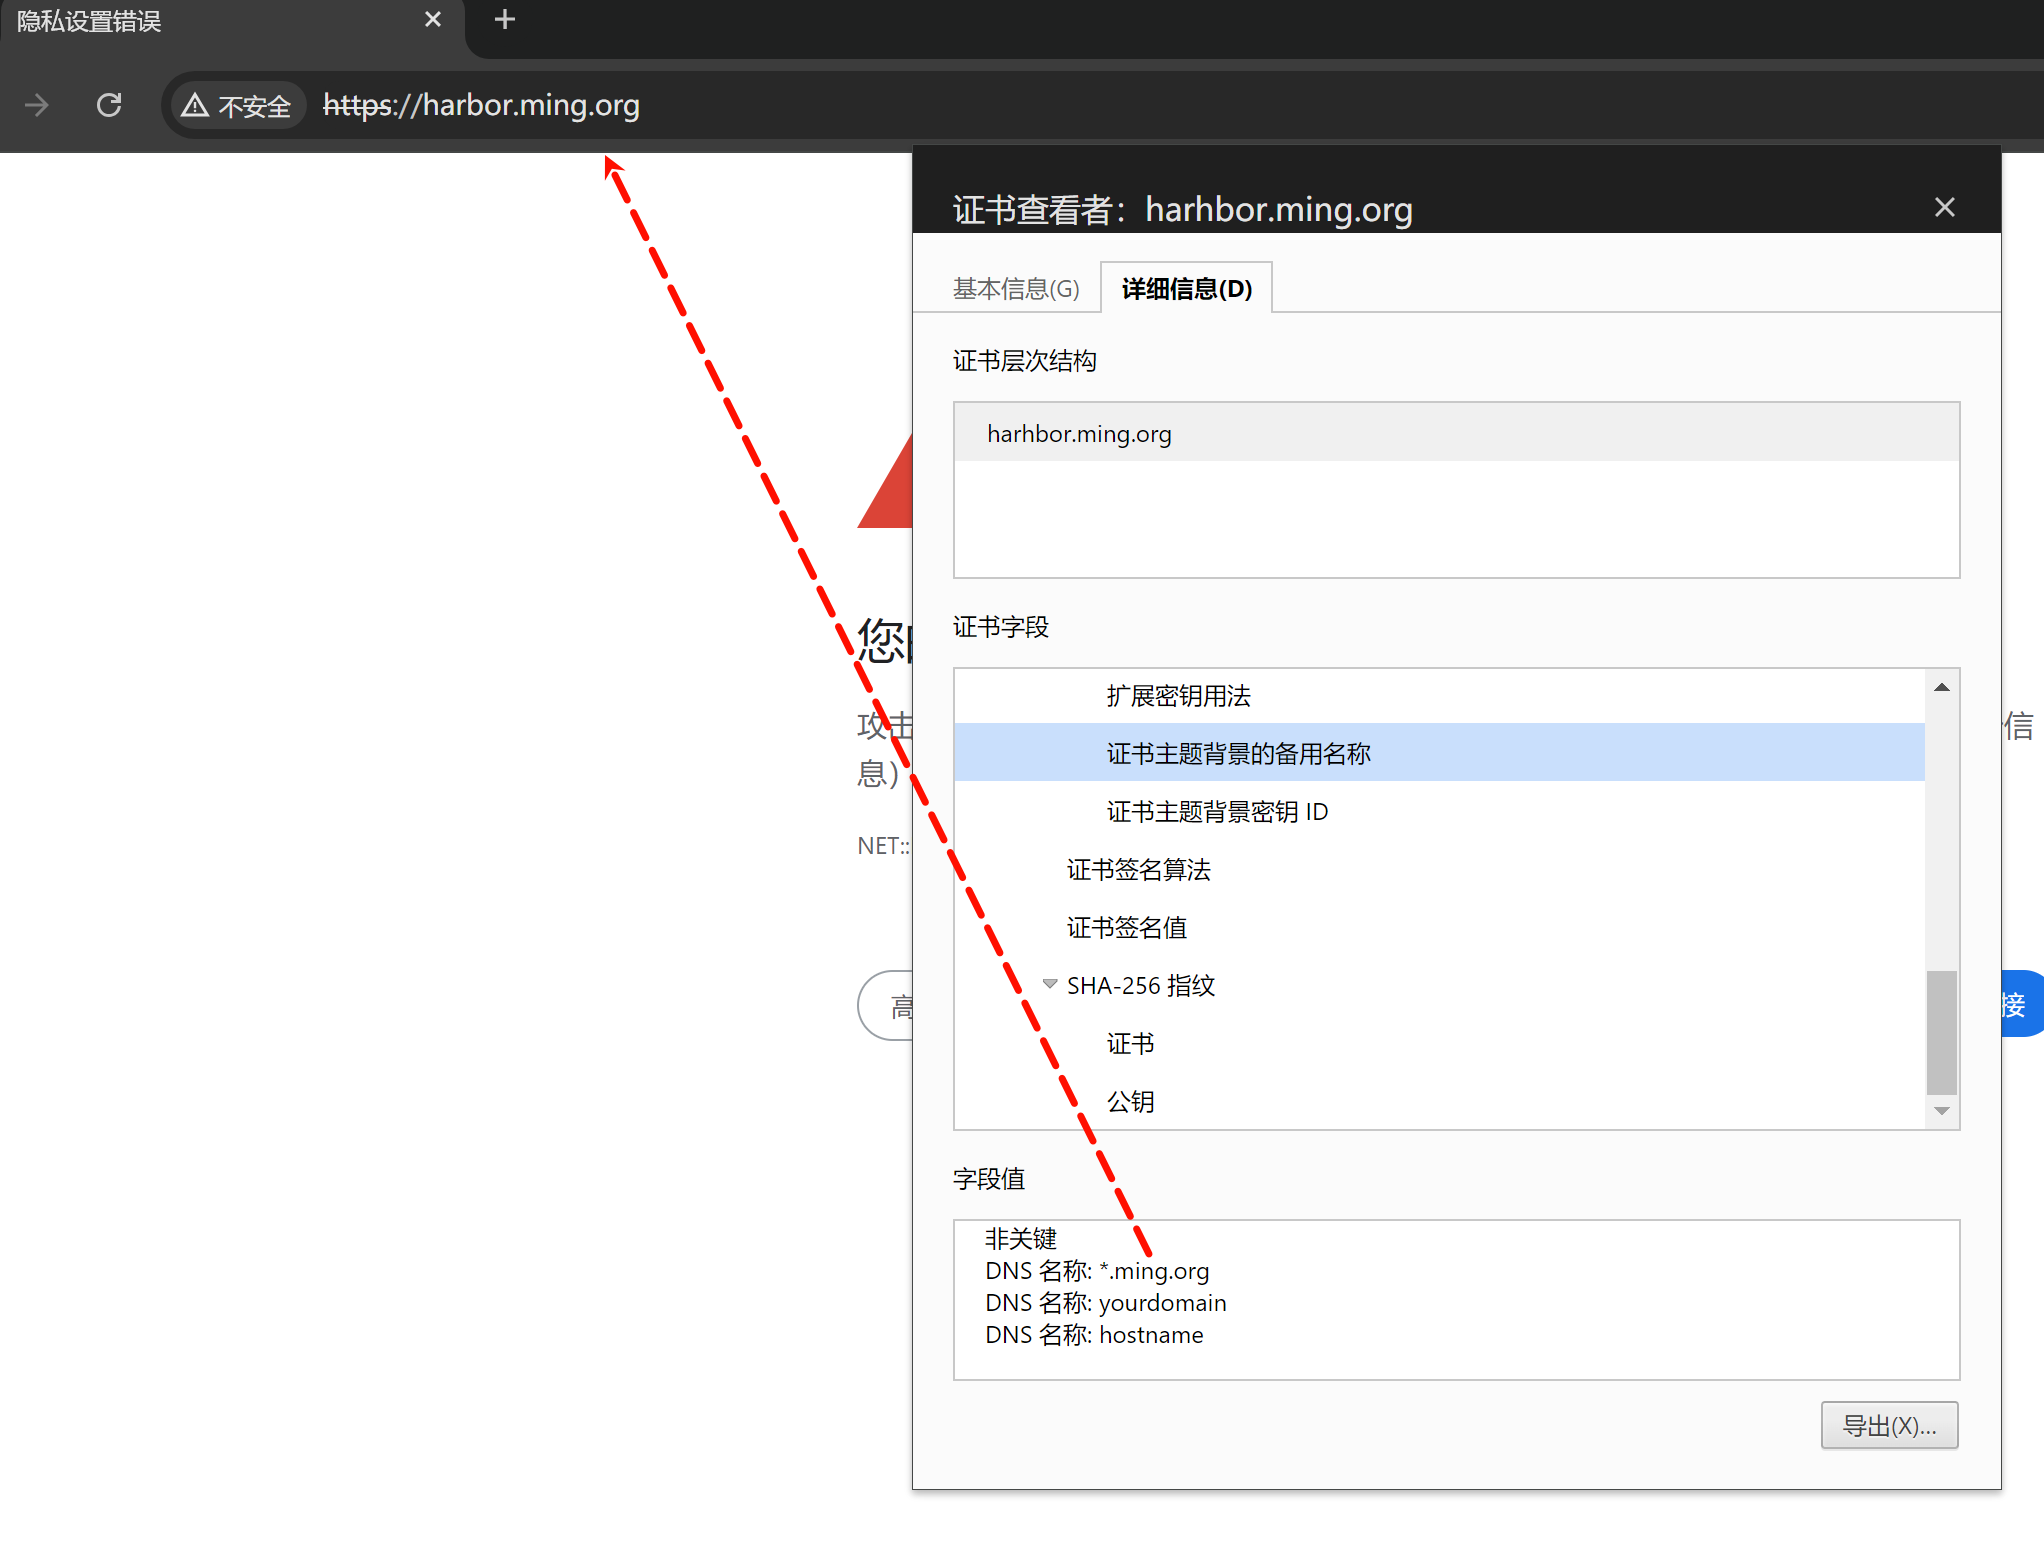 隐私设置错误
不安全 https://harbor.ming.org
证书查看者：harhbor.ming.org
基本信息(G) 详细信息(D)
证书层次结构
harhbor.ming.org
证书字段
扩展密钥用法
证书主题背景的备用名称
证书主题背景密钥 ID
证书签名算法
证书签名值
SHA-256 指纹
证书
公钥
字段值
非关键
DNS 名称: *.ming.org
DNS 名称: yourdomain
DNS 名称: hostname
导出(X)...
您
攻击
信
息）
NET::
高
接